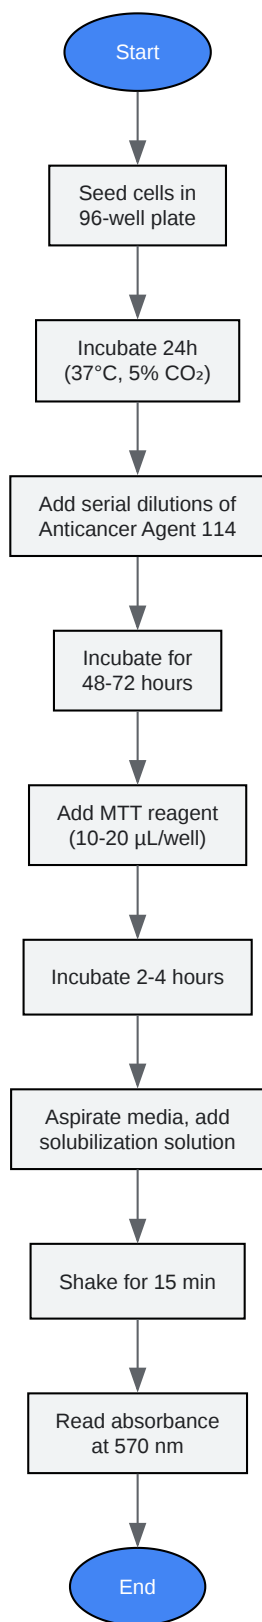 Start
Seed cells in
96-well plate
Incubate 24h
(37°C, 5% CO₂)
Add serial dilutions of
Anticancer Agent 114
Incubate for
48-72 hours
Add MTT reagent
(10-20 µL/well)
Incubate 2-4 hours
Aspirate media, add
solubilization solution
Shake for 15 min
Read absorbance
at 570 nm
End